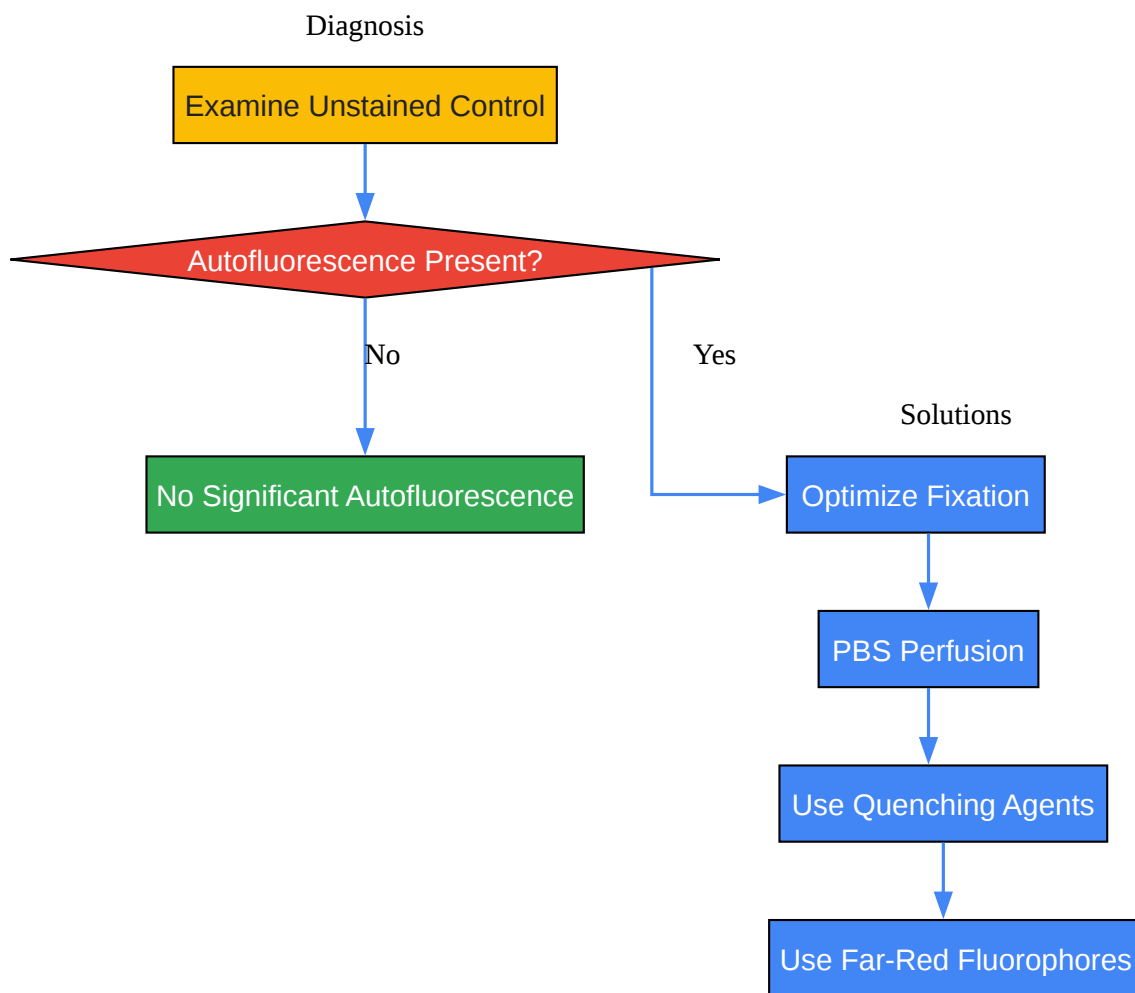 Diagnosis
Examine Unstained Control
Autofluorescence Present?
No
Yes
Solutions
No Significant Autofluorescence
Optimize Fixation
PBS Perfusion
Use Quenching Agents
Use Far-Red Fluorophores